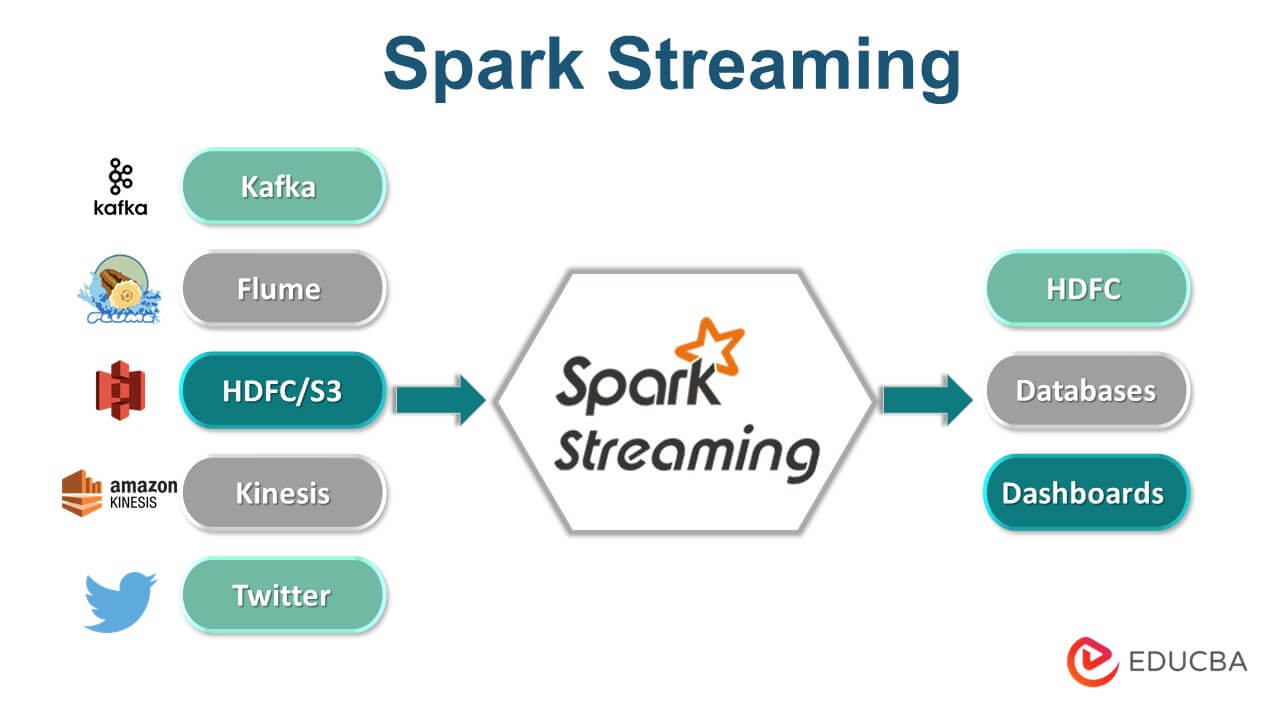 Spark Streaming
kafka
Kafka
FLUME
Flume
HDFC/S3
amazon
KINESIS
Kinesis
Twitter
Spark
Streaming
HDFC
Databases
Dashboards
EDUCBA